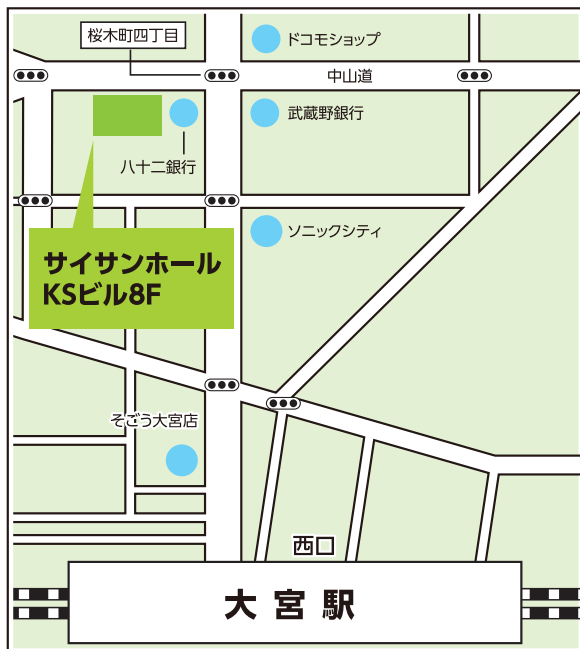 桜木町四丁目
ドコモショップ
中山道
武蔵野銀行
八十二銀行
ソニックシティ
サイサンホール
KSビル8F
そごう大宮店
西口
大宮駅